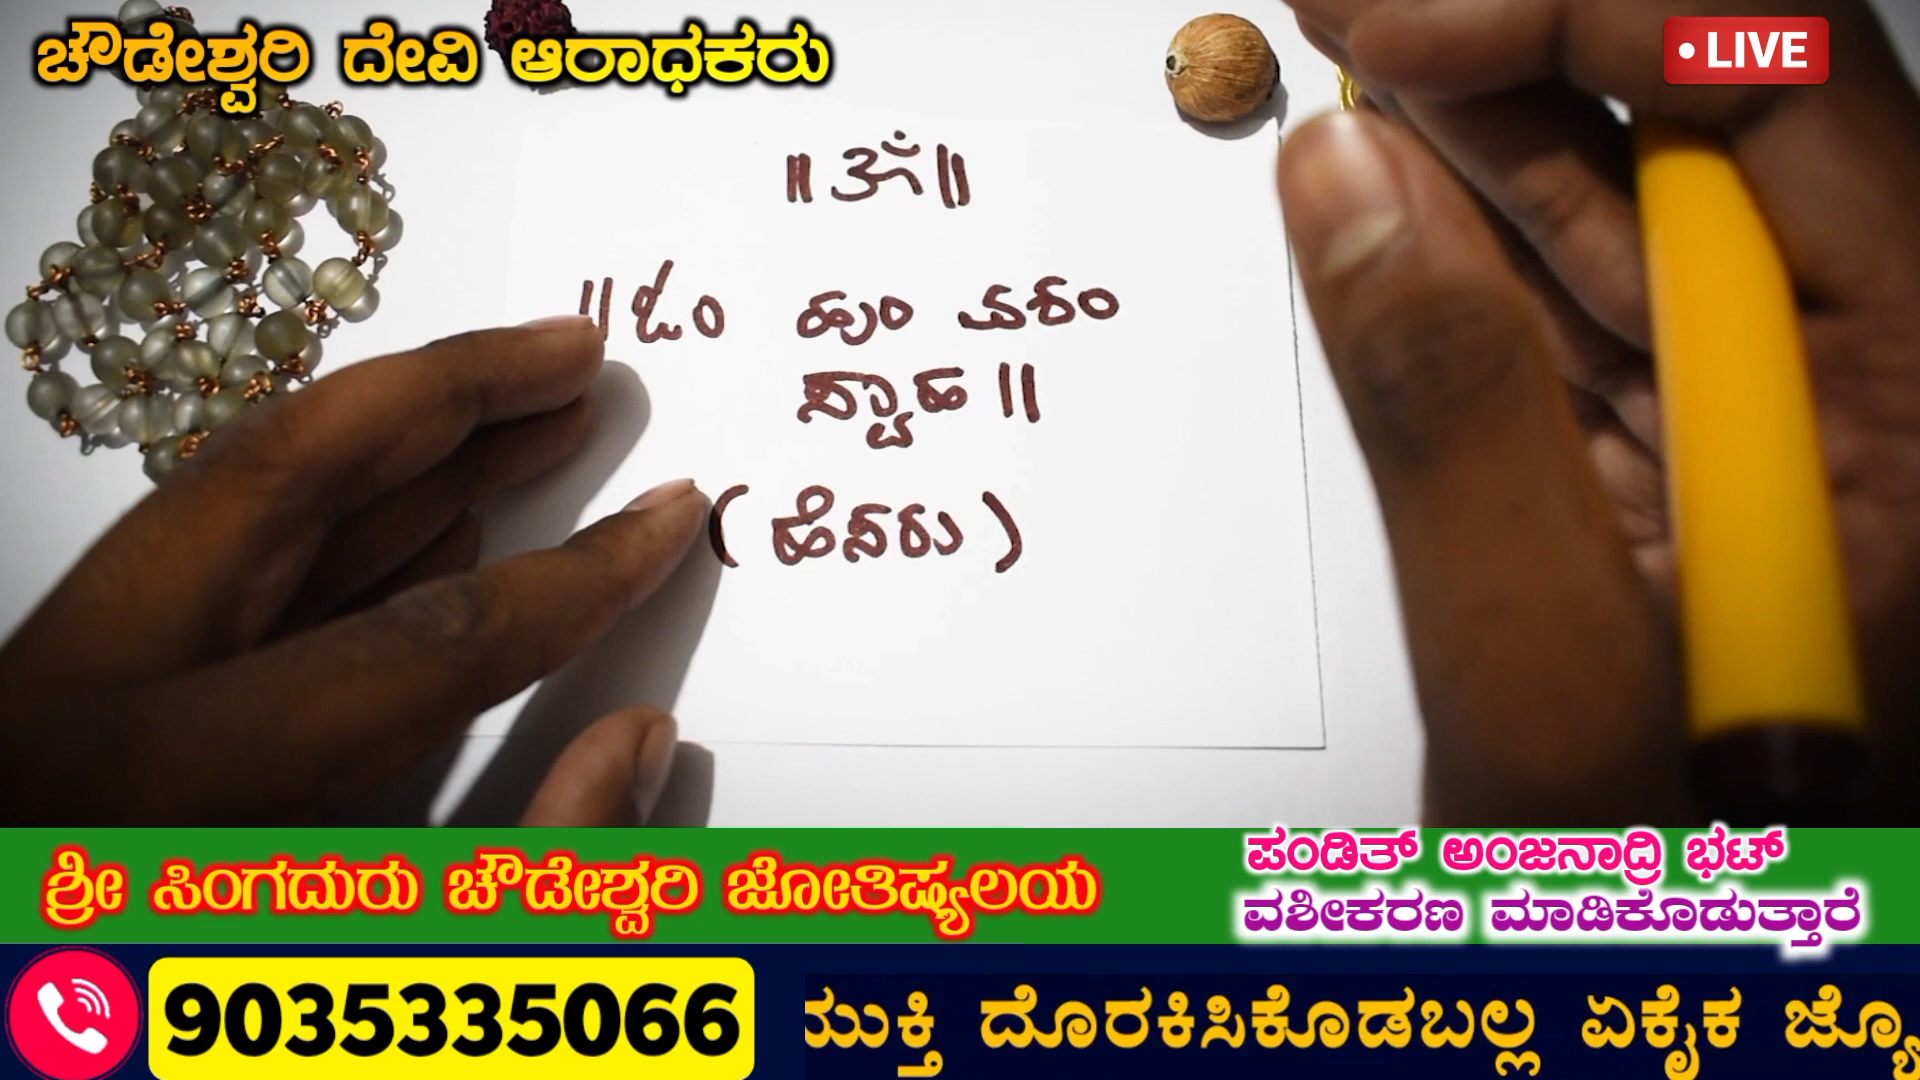 ಚೌಡೇಶ್ವರಿ ದೇವಿ ಆರಾಧಕರು
• LIVE
॥ ॐ ॥
॥ ಓಂ ಹುಂ ವಶಂ
ಸ್ವಾಹ ॥
( ಹೆಸರು )
ಶ್ರೀ ಸಿಂಗದುರು ಚೌಡೇಶ್ವರಿ ಜೋತಿಷ್ಯಲಯ
ಪಂಡಿತ್ ಅಂಜನಾದ್ರಿ ಭಟ್
ವಶೀಕರಣ ಮಾಡಿಕೊಡುತ್ತಾರೆ
9035335066
ಮುಕ್ತಿ ದೊರಕಿಸಿಕೊಡಬಲ್ಲ ಏಕೈಕ